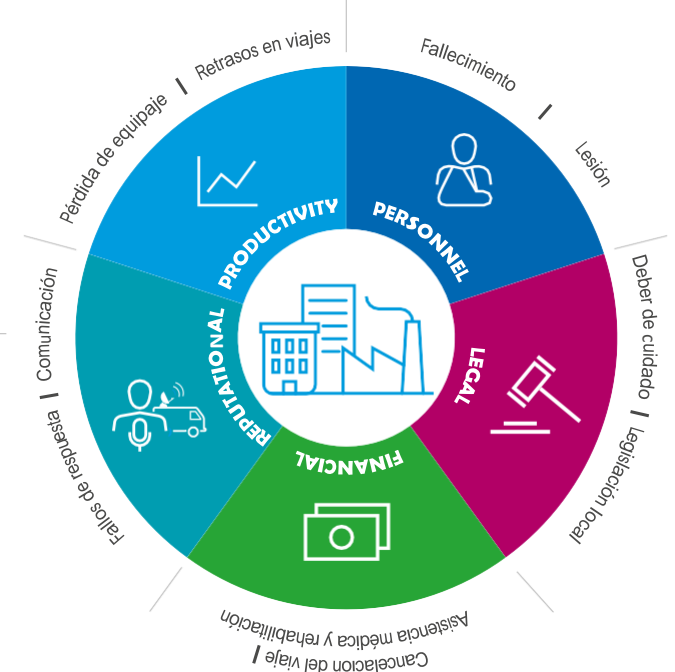 Retrasos en viajes
Pérdida de equipaje
PRODUCTIVITY
Fallecimiento
Lesión
PERSONNEL
Deber de cuidado
Legislación local
LEGAL
Asistencia médica y rehabilitación
Cancelación del viaje
FINANCIAL
Comunicación
Fallos de respuesta
REPUTATIONAL